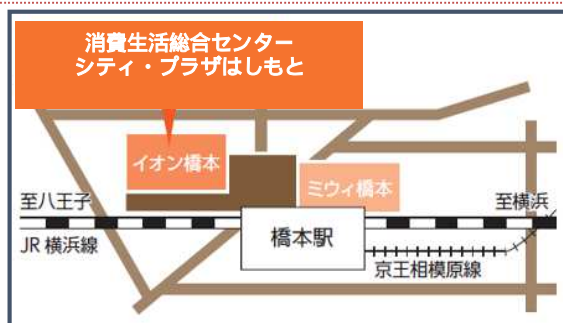 消費生活総合センター
シティ・プラザはしもと
イオン橋本
ミウィ橋本
至八王子
至横浜
JR 横浜線
橋本駅
京王相模原線